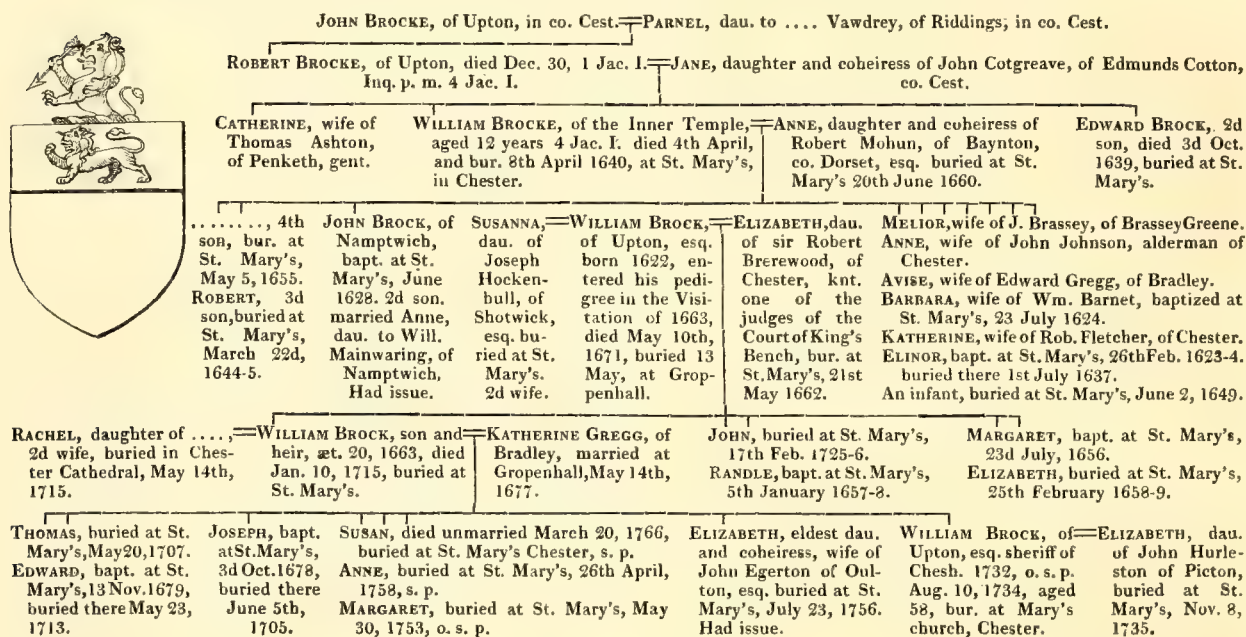 JOHN BROCKE, of Upton, in co. Cest.=PARNEL, dau. to .... Vawdrey, of Riddings, in co. Cest.
ROBERT BROCKE, of Upton, died Dec. 30, 1 Jac. I.=JANE, daughter and coheiress of John Cotgreave, of Edmunds Cotton,
Inq. p. m. 4 Jac. I.
co. Cest.
CATHERINE, wife of
Thomas Ashton,
of Penketh, gent.
WILLIAM BROCKE, of the Inner Temple,=
aged 12 years 4 Jac. I. died 4th April,
and bur. 8th April 1640, at St. Mary's,
in Chester.
ANNE, daughter and coheiress of
Robert Mohun, of Baynton,
co. Dorset, esq. buried at St.
Mary's 20th June 1660.
EDWARD BROCK, 2d
son, died 3d Oct.
1639, buried at St.
Mary's.
........, 4th
son, bur. at
St. Mary's,
May 5, 1655.
ROBERT, 3d
son, buried at
St. Mary's,
March 22d,
1644-5.
JOHN BROCK, of
Namptwich,
bapt. at St.
Mary's, June
1628. 2d son.
married Anne,
dau. to Will.
Mainwaring, of
Namptwich,
Had issue.
SUSANNA,=
dau. of
Joseph
Hocken-
bull, of
Shotwick,
esq. bu-
ried at St.
Mary's.
2d wife.
WILLIAM BROCK,=
of Upton, esq.
born 1622, en-
tered his pedi-
gree in the Visi-
tation of 1663,
died May 10th,
1671, buried 13
May, at Grop-
penhall.
ELIZABETH, dau.
of sir Robert
Brerewood, of
Chester, knt.
one of the
judges of the
Court of King's
Bench, bur. at
St. Mary's, 21st
May 1662.
MELIOR, wife of J. Brassey, of Brassey Greene.
ANNE, wife of John Johnson, alderman of
Chester.
AVISE, wife of Edward Gregg, of Bradley.
BARBARA, wife of Wm. Barnet, baptized at
St. Mary's, 23 July 1624.
KATHERINE, wife of Rob. Fletcher, of Chester.
ELINOR, bapt. at St. Mary's, 26th Feb. 1623-4.
buried there 1st July 1637.
An infant, buried at St. Mary's, June 2, 1649.
RACHEL, daughter of ....,=
2d wife, buried in Ches-
ter Cathedral, May 14th,
1715.
WILLIAM BROCK, son and=
heir, æt. 20, 1663, died
Jan. 10, 1715, buried at
St. Mary's.
KATHERINE GREGG, of
Bradley, married at
Gropenhall, May 14th,
1677.
JOHN, buried at St. Mary's,
17th Feb. 1725-6.
RANDLE, bapt. at St. Mary's,
5th January 1657-8.
MARGARET, bapt. at St. Mary's,
23d July, 1656.
ELIZABETH, buried at St. Mary's,
25th February 1658-9.
THOMAS, buried at St.
Mary's, May 20, 1707.
EDWARD, bapt. at St.
Mary's, 13 Nov. 1679,
buried there May 23,
1713.
JOSEPH, bapt.
at St. Mary's,
3d Oct. 1678,
buried there
June 5th,
1705.
SUSAN, died unmarried March 20, 1766,
buried at St. Mary's Chester, s. p.
ANNE, buried at St. Mary's, 26th April,
1758, s. p.
MARGARET, buried at St. Mary's, May
30, 1753, o. s. p.
ELIZABETH, eldest dau.
and coheiress, wife of
John Egerton of Oul-
ton, esq. buried at St.
Mary's, July 23, 1756.
Had issue.
WILLIAM BROCK, of=
Upton, esq. sheriff of
Chesh. 1732, o. s. p.
Aug. 10, 1734, aged
58, bur. at Mary's
church, Chester.
ELIZABETH, dau.
of John Hurle-
ston of Picton,
buried at St.
Mary's, Nov. 8,
1735.